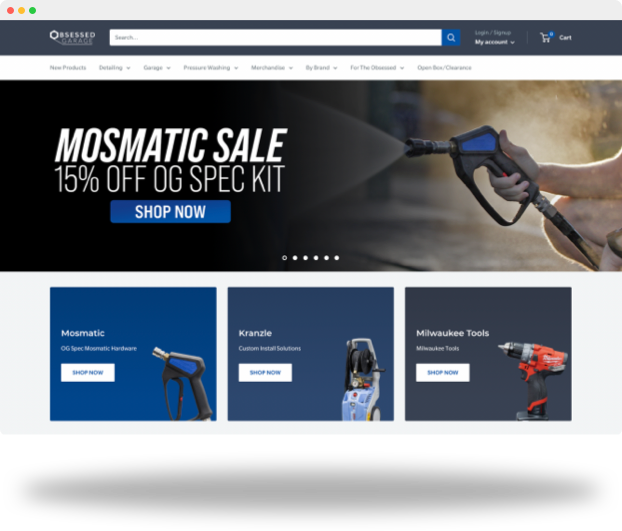 OBSESSED
GARAGE
Search...
Login / Signup
My account
Cart
New Products Detailing Garage Pressure Washing Merchandise By Brand For The Obsessed Open Box/Clearance
MOSMATIC SALE
15% OFF OG SPEC KIT
SHOP NOW
Mosmatic
OG Spec Mosmatic Hardware
SHOP NOW
Kranzle
Custom Install Solutions
SHOP NOW
Milwaukee Tools
Milwaukee Tools
SHOP NOW